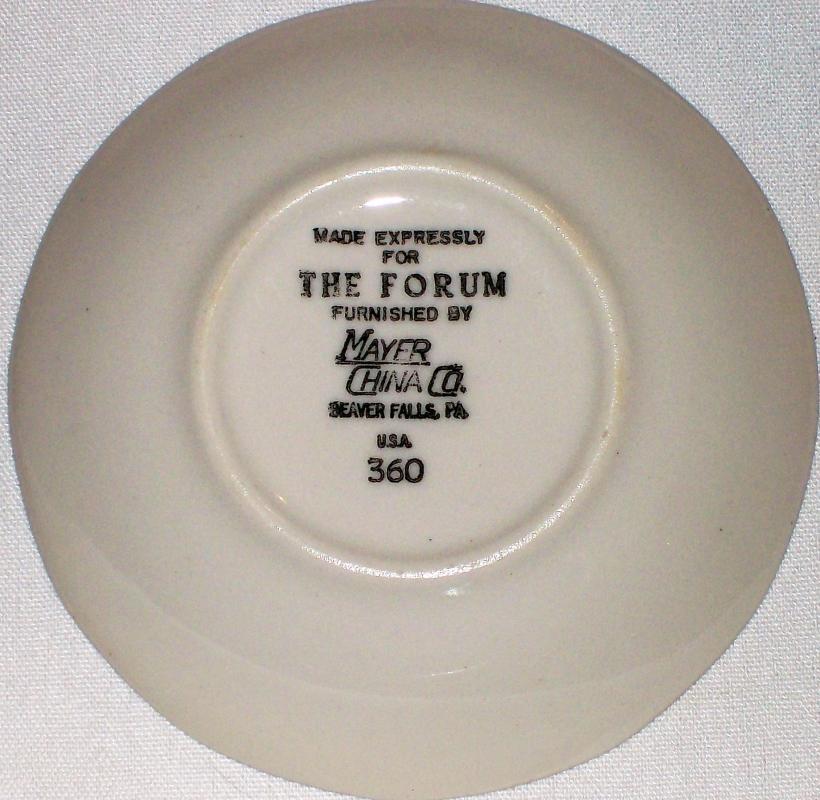 MADE EXPRESSLY
FOR
THE FORUM
FURNISHED BY
MAYER
CHINA CO.
BEAVER FALLS, PA.
U.S.A.
360